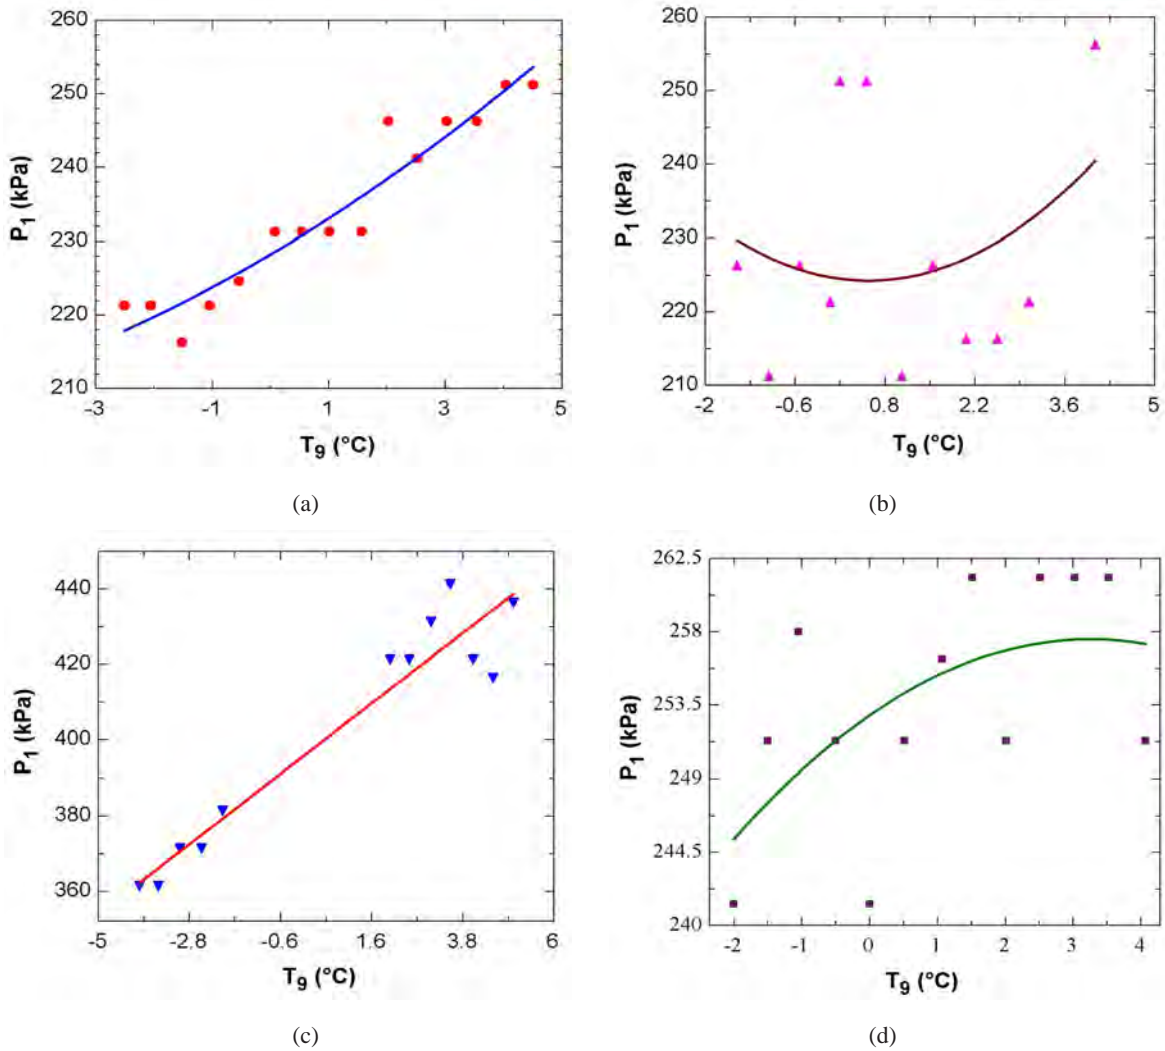 260
250
240
230
220
210
P1 (kPa)
-3 -1 1 3 5
T9 (°C)
(a)
260
250
240
230
220
210
P1 (kPa)
-2 -0.6 0.8 2.2 3.6 5
T9 (°C)
(b)
440
420
400
380
360
P1 (kPa)
-5 -2.8 -0.6 1.6 3.8 6
T9 (°C)
(c)
262.5
258
253.5
249
244.5
240
P1 (kPa)
-2 -1 0 1 2 3 4
T9 (°C)
(d)